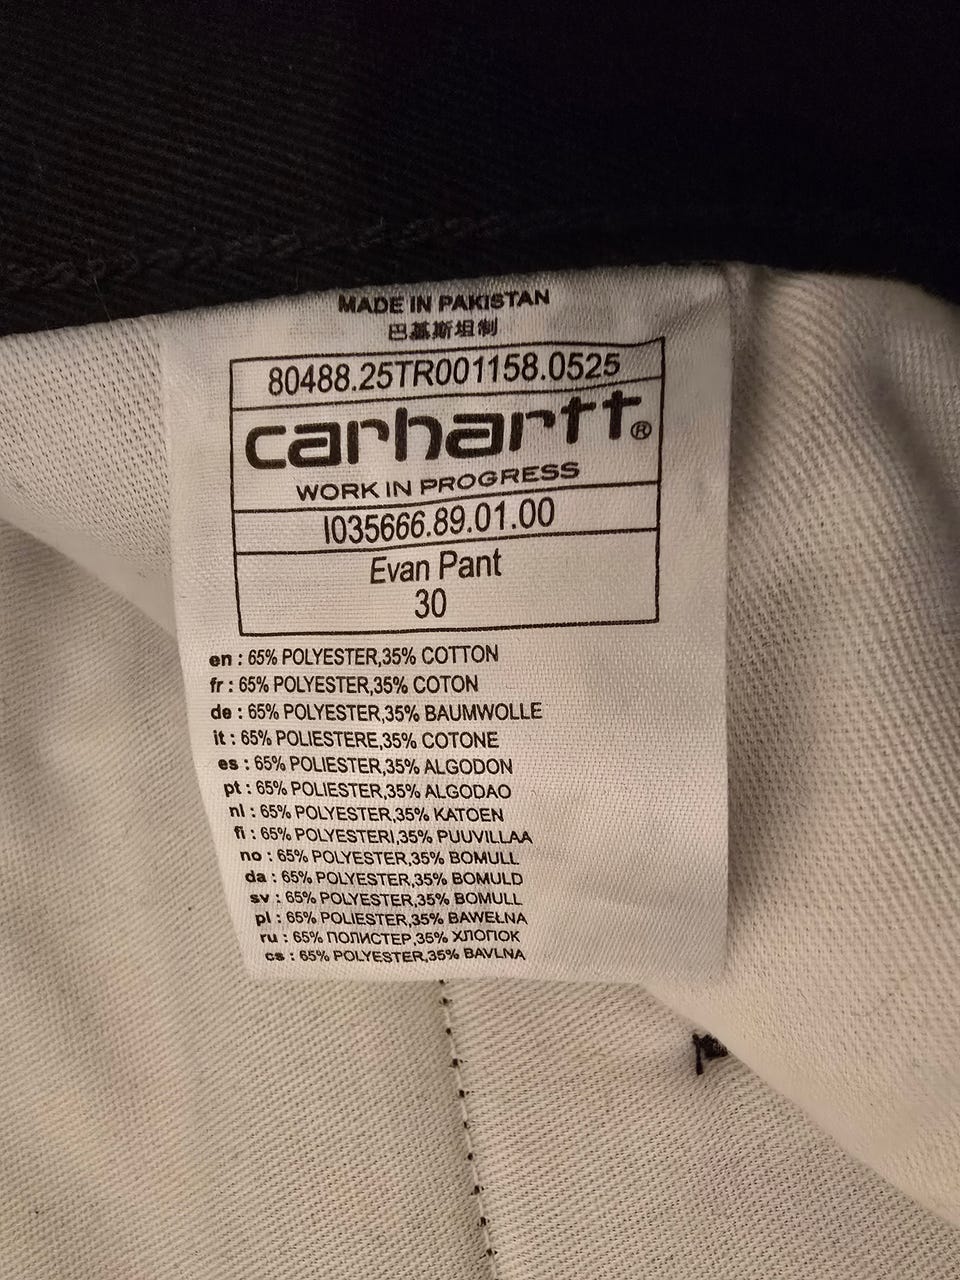 MADE IN PAKISTAN
巴基斯坦制
80488.25TR001158.0525
carhartt®
WORK IN PROGRESS
I035666.89.01.00
Evan Pant
30
en : 65% POLYESTER,35% COTTON
fr : 65% POLYESTER,35% COTON
de : 65% POLYESTER,35% BAUMWOLLE
it : 65% POLIESTERE,35% COTONE
es : 65% POLIESTER,35% ALGODON
pt : 65% POLIESTER,35% ALGODAO
nl : 65% POLYESTER,35% KATOEN
fi : 65% POLYESTERI,35% PUUVILLAA
no : 65% POLYESTER,35% BOMULL
da : 65% POLYESTER,35% BOMULD
sv : 65% POLYESTER,35% BOMULL
pl : 65% POLIESTER,35% BAWEŁNA
ru : 65% ПОЛИСТЕР,35% ХЛОПОК
cs : 65% POLYESTER,35% BAVLNA